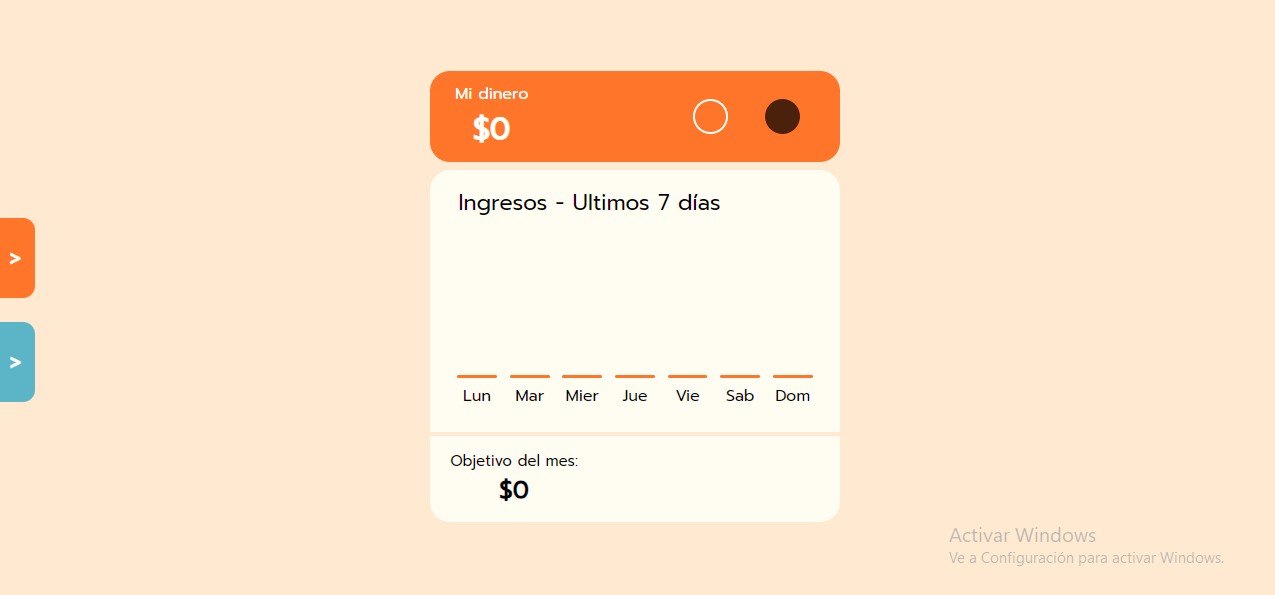 Mi dinero
$0
Ingresos - Ultimos 7 días
>
>
Lun Mar Mier Jue Vie Sab Dom
Objetivo del mes:
$0
Activar Windows
Ve a Configuración para activar Windows.